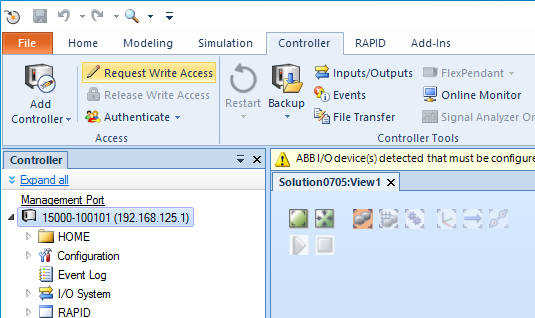 File Home Modeling Simulation Controller RAPID Add-Ins
Add
Controller
Request Write Access
Release Write Access
Authenticate
Restart
Backup
Inputs/Outputs
Events
File Transfer
FlexPendant
Online Monitor
Signal Analyzer On
Access
Controller Tools
Controller
ABB I/O device(s) detected that must be configure
Expand all
Solution0705:View1
Management Port
15000-100101 (192.168.125.1)
HOME
Configuration
Event Log
I/O System
RAPID